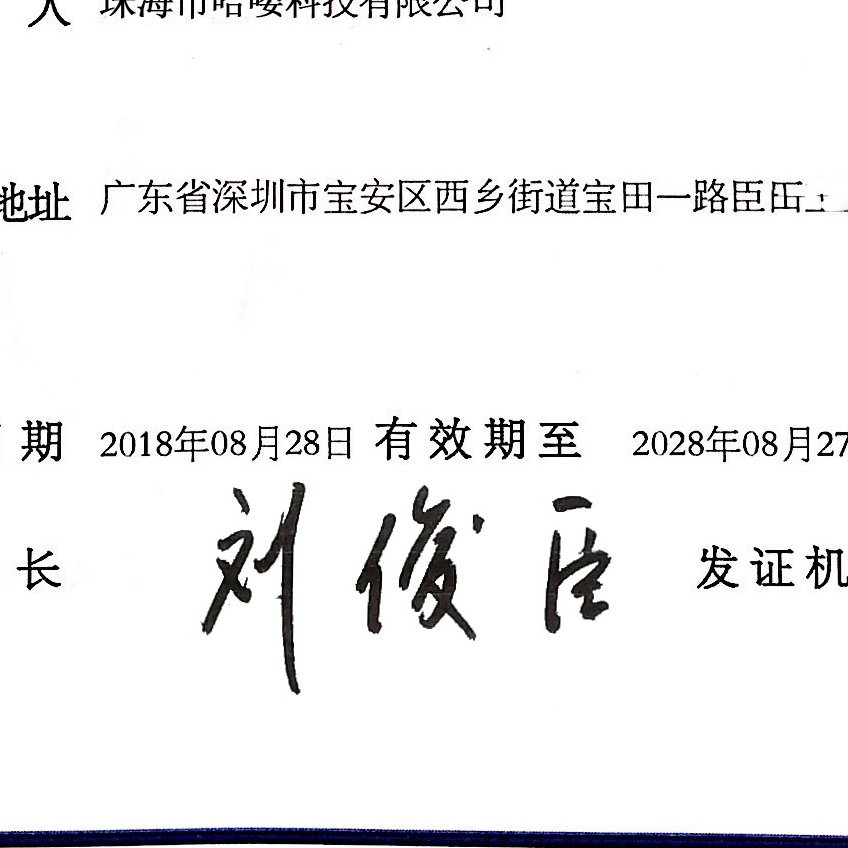 人 珠海市哈喽科技有限公司
地址 广东省深圳市宝安区西乡街道宝田一路臣田
期 2018年08月28日 有效期至 2028年08月27
长 刘俊臣 发证机